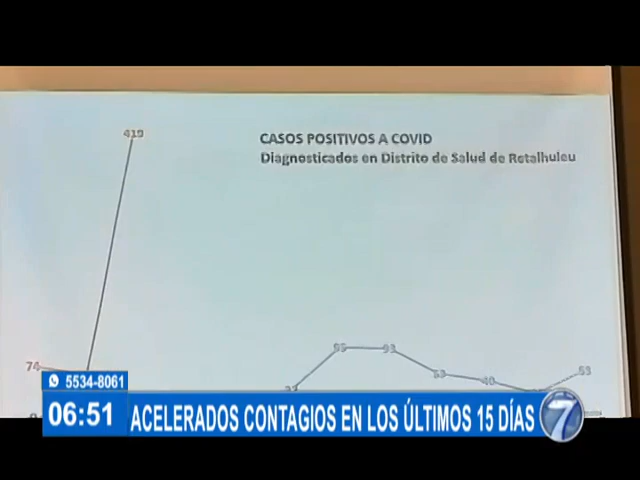 419
CASOS POSITIVOS A COVID
Diagnosticados en Distrito de Salud de Retalhuleu
95 93
74
53
40
53
5534-8061
06:51 ACELERADOS CONTAGIOS EN LOS ÚLTIMOS 15 DÍAS 7